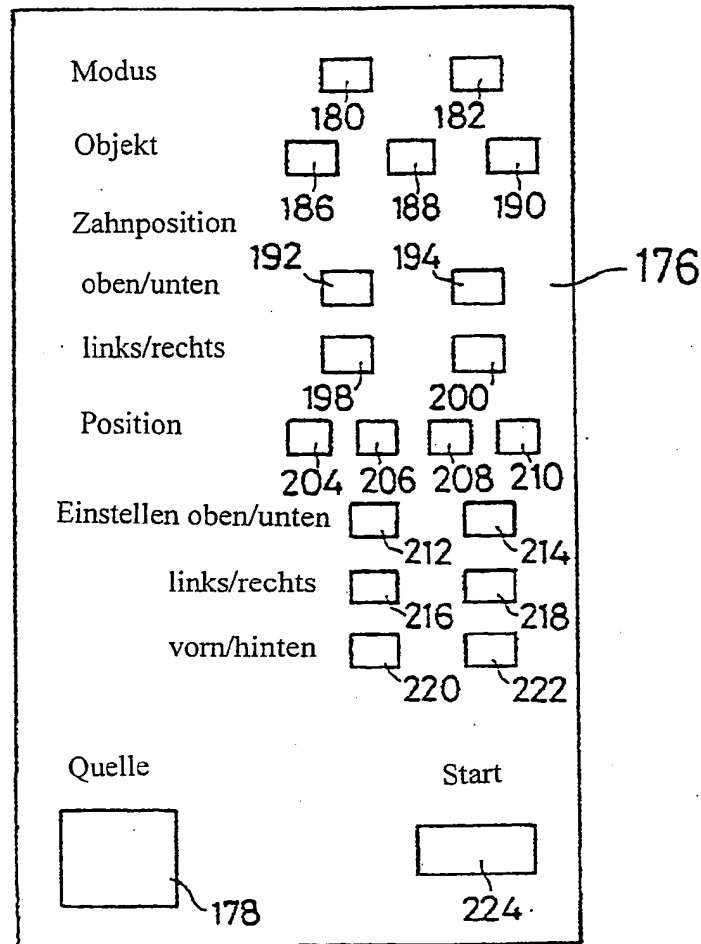 Modus
180 182
Objekt
186 188 190
Zahnposition
192 194
oben/unten 176
links/rechts
198 200
Position
204 206 208 210
Einstellen oben/unten
212 214
links/rechts
216 218
vorn/hinten
220 222
Quelle Start
178 224